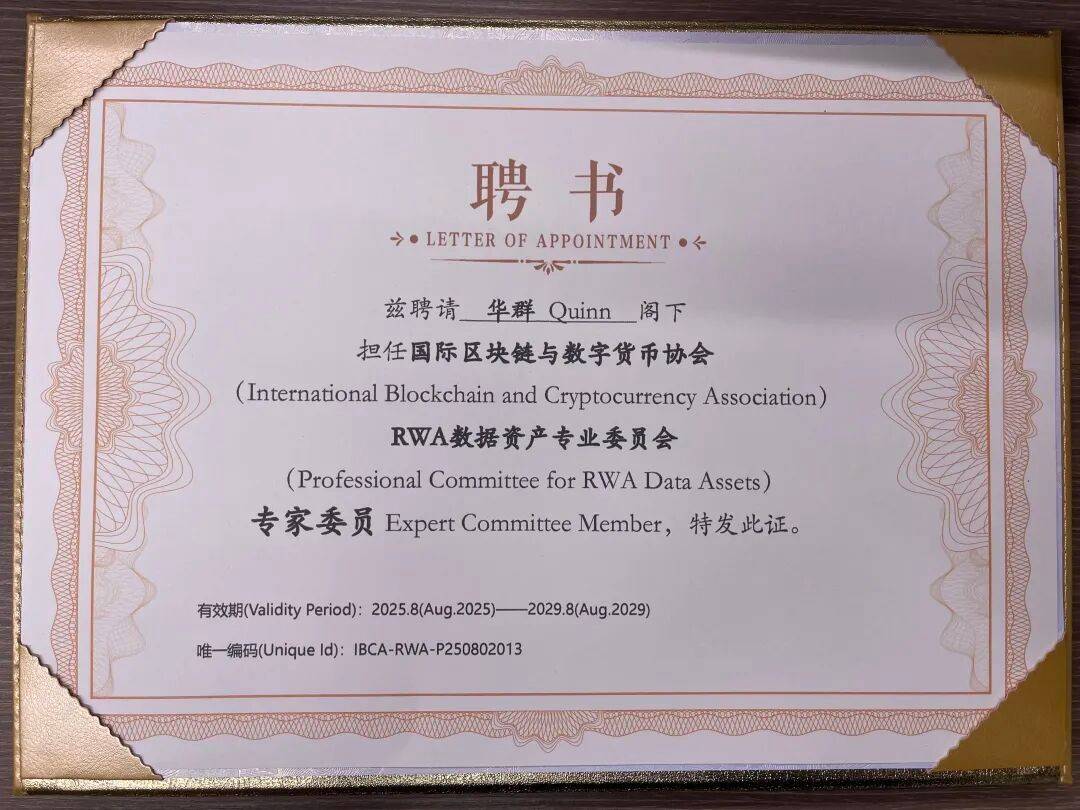 聘书
LETTER OF APPOINTMENT
兹聘请 华群 Quinn 阁下
担任国际区块链与数字货币协会
（International Blockchain and Cryptocurrency Association）
RWA数据资产专业委员会
（Professional Committee for RWA Data Assets）
专家委员 Expert Committee Member，特发此证。
有效期(Validity Period)：2025.8(Aug.2025)——2029.8(Aug.2029)
唯一编码(Unique Id)：IBCA-RWA-P250802013